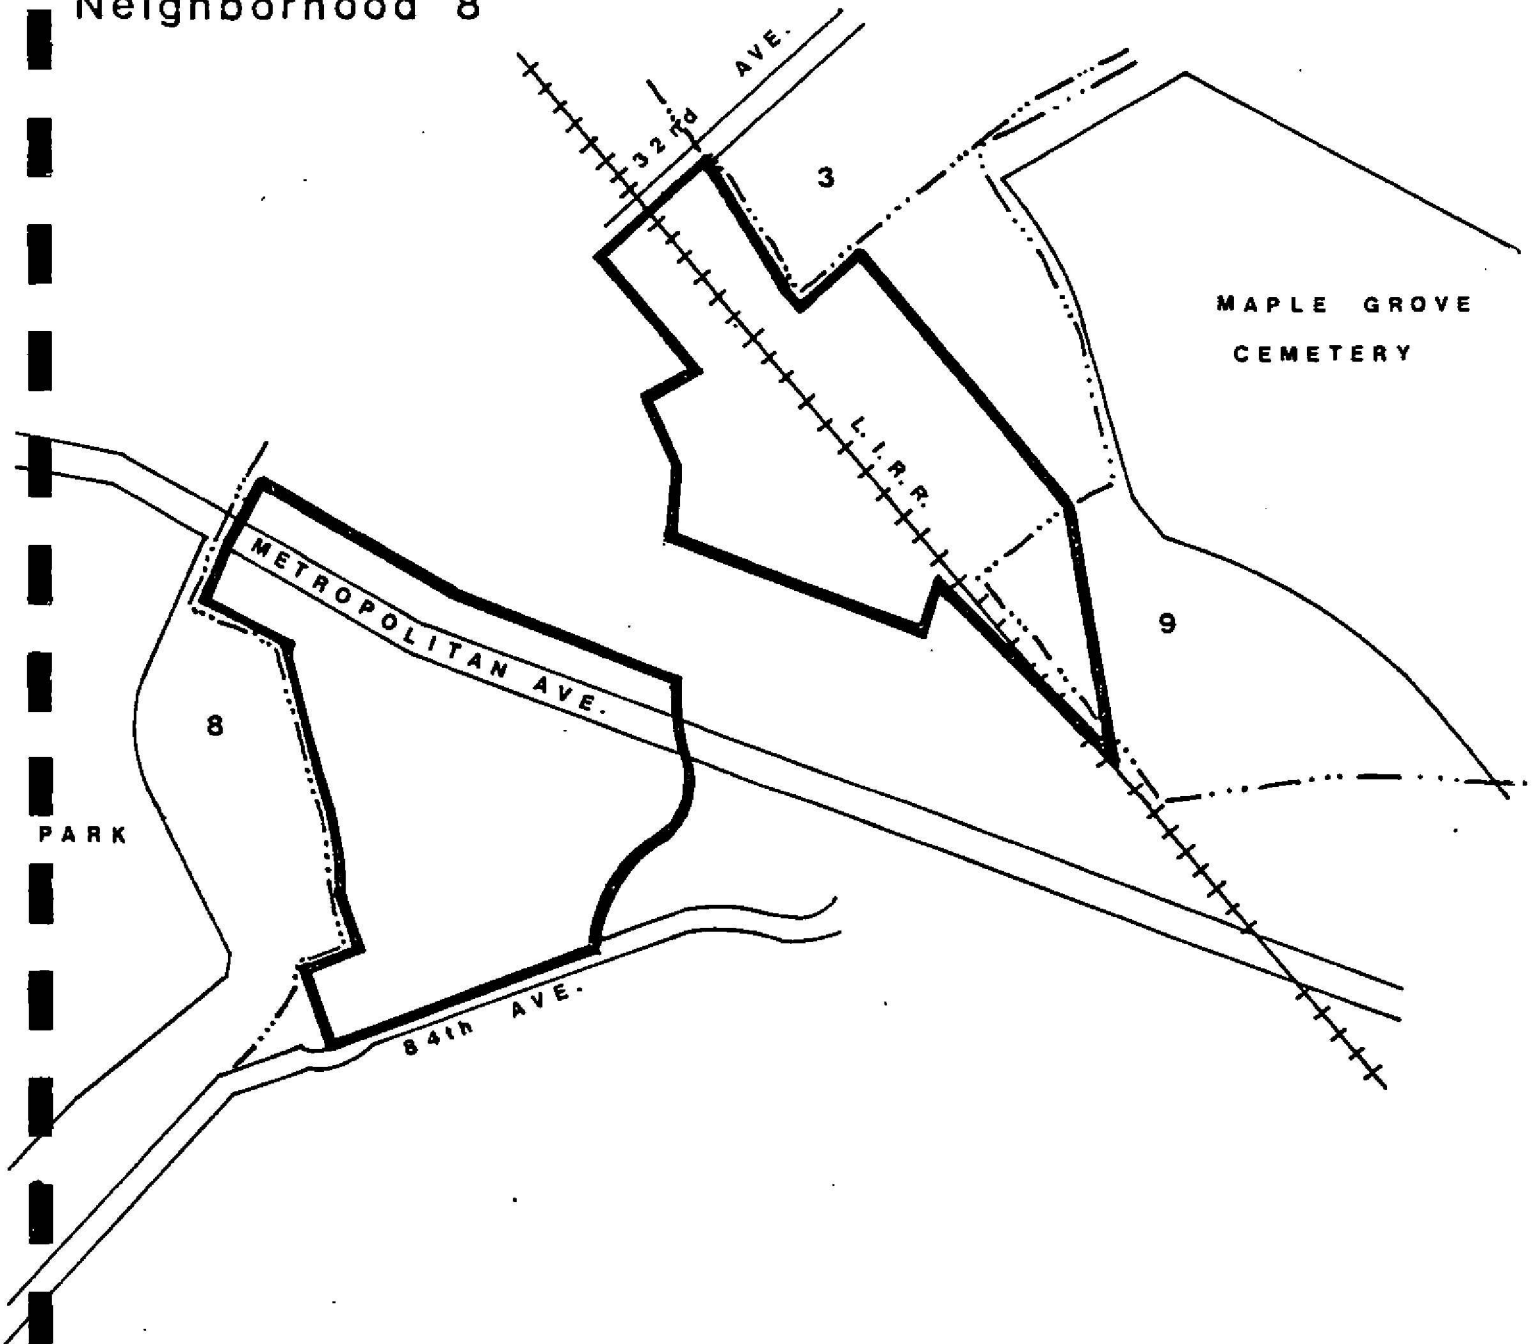 Neighborhood 8
32nd AVE.
3
MAPLE GROVE
CEMETERY
L.I.R.R.
METROPOLITAN AVE.
9
8
PARK
84th AVE.